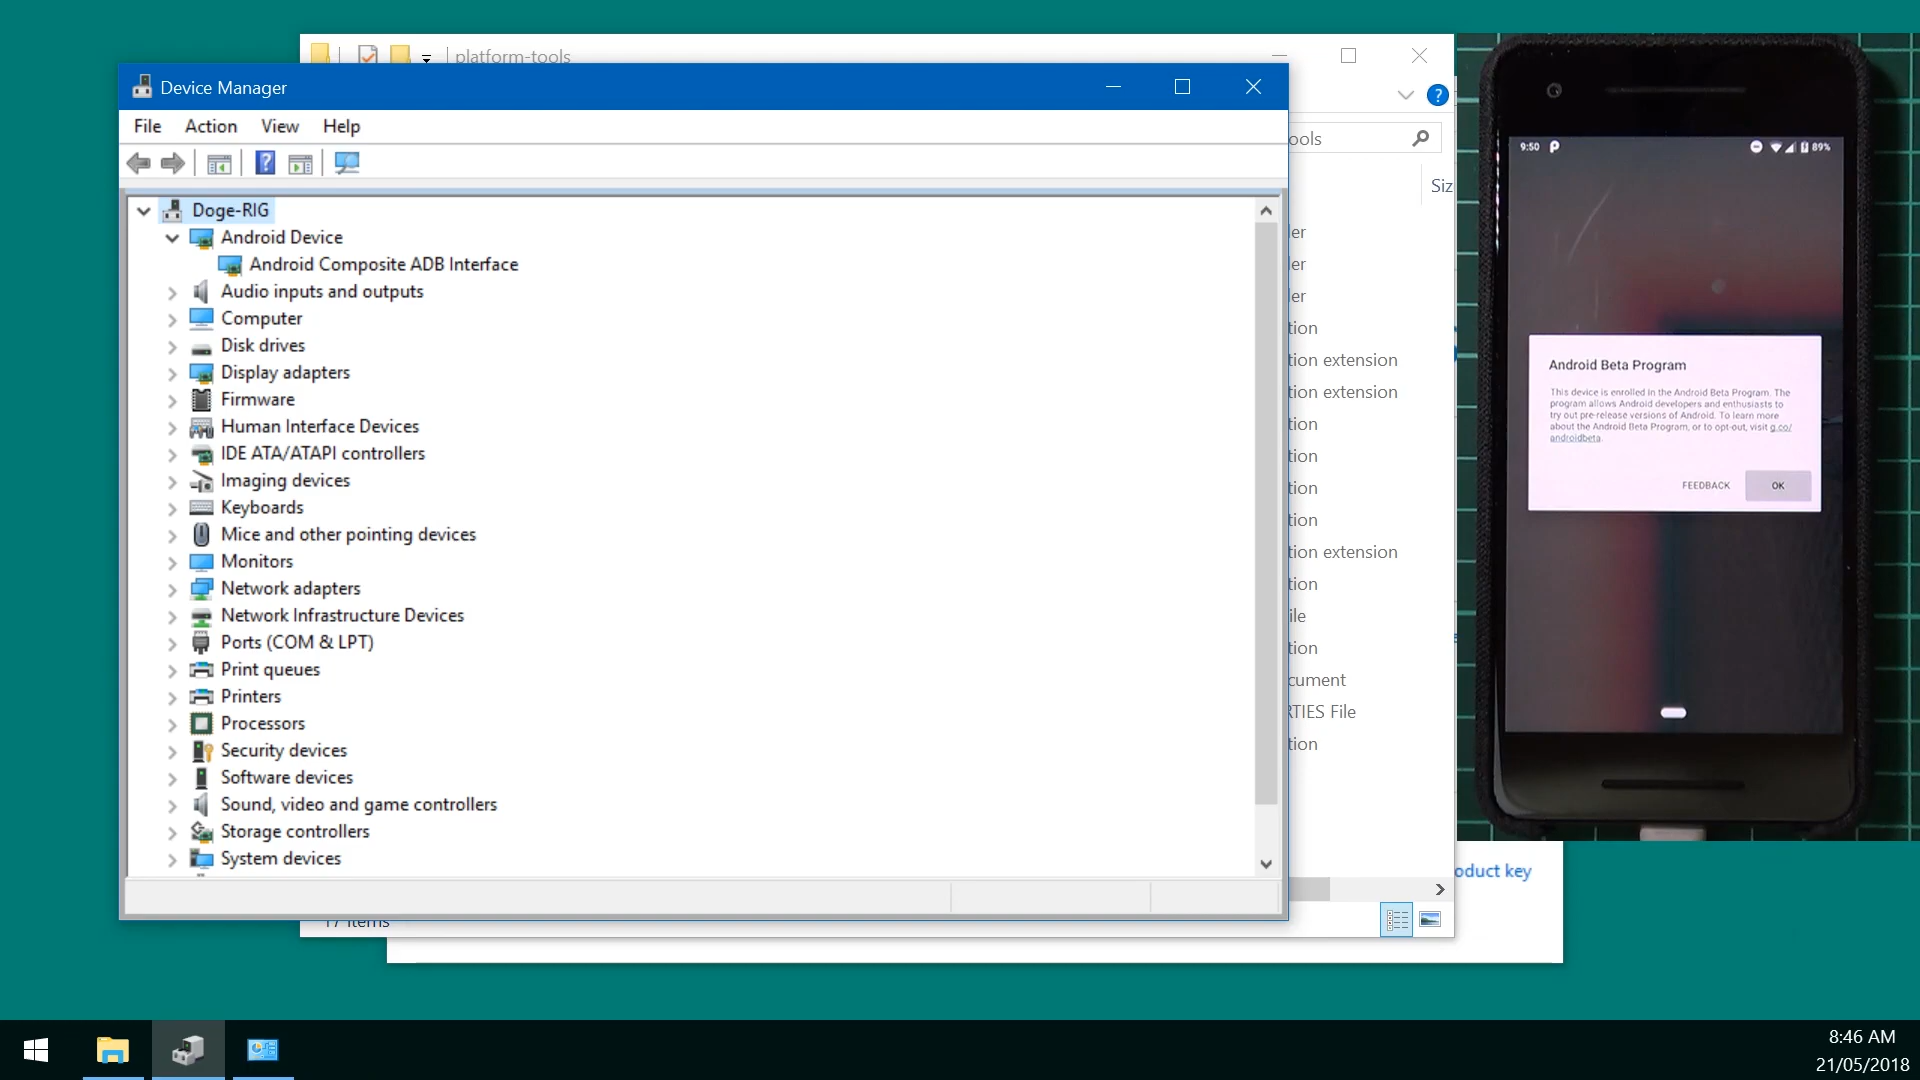 platform-tools
Device Manager
File Action View Help
ools
Siz
Doge-RIG
Android Device
Android Composite ADB Interface
Audio inputs and outputs
Computer
Disk drives
Display adapters
Firmware
Human Interface Devices
IDE ATA/ATAPI controllers
Imaging devices
Keyboards
Mice and other pointing devices
Monitors
Network adapters
Network Infrastructure Devices
Ports (COM & LPT)
Print queues
Printers
Processors
Security devices
Software devices
Sound, video and game controllers
Storage controllers
System devices
er
er
er
tion
tion extension
tion extension
tion
tion
tion
tion
tion extension
tion
ile
tion
cument
RTIES File
tion
17 items
oduct key
9:50 89%
Android Beta Program
This device is enrolled in the Android Beta Program. The
program allows Android developers and enthusiasts to
try out pre-release versions of Android. To learn more
about the Android Beta Program, or to opt-out, visit g.co/
androidbeta.
FEEDBACK OK
8:46 AM
21/05/2018